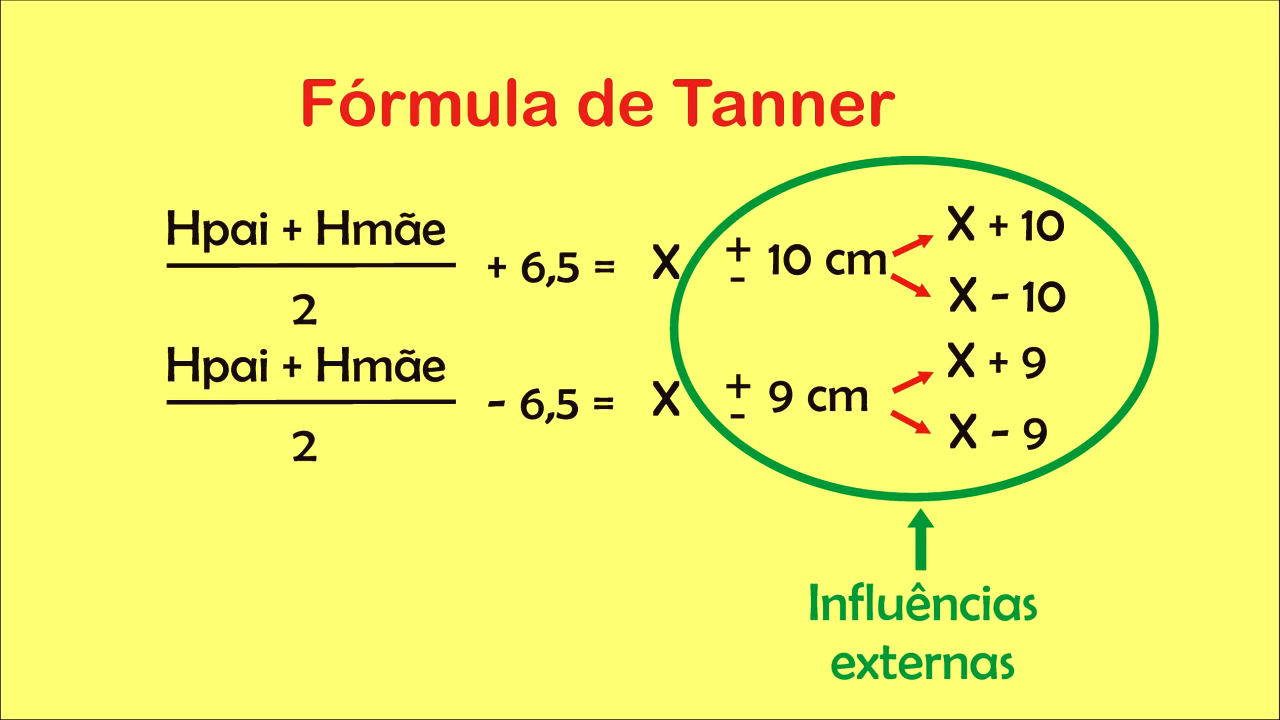 Fórmula de Tanner
Hpai + Hmãe
2
+ 6,5 = X ± 10 cm
X + 10
X - 10
Hpai + Hmãe
2
- 6,5 = X ± 9 cm
X + 9
X - 9
Influências
externas